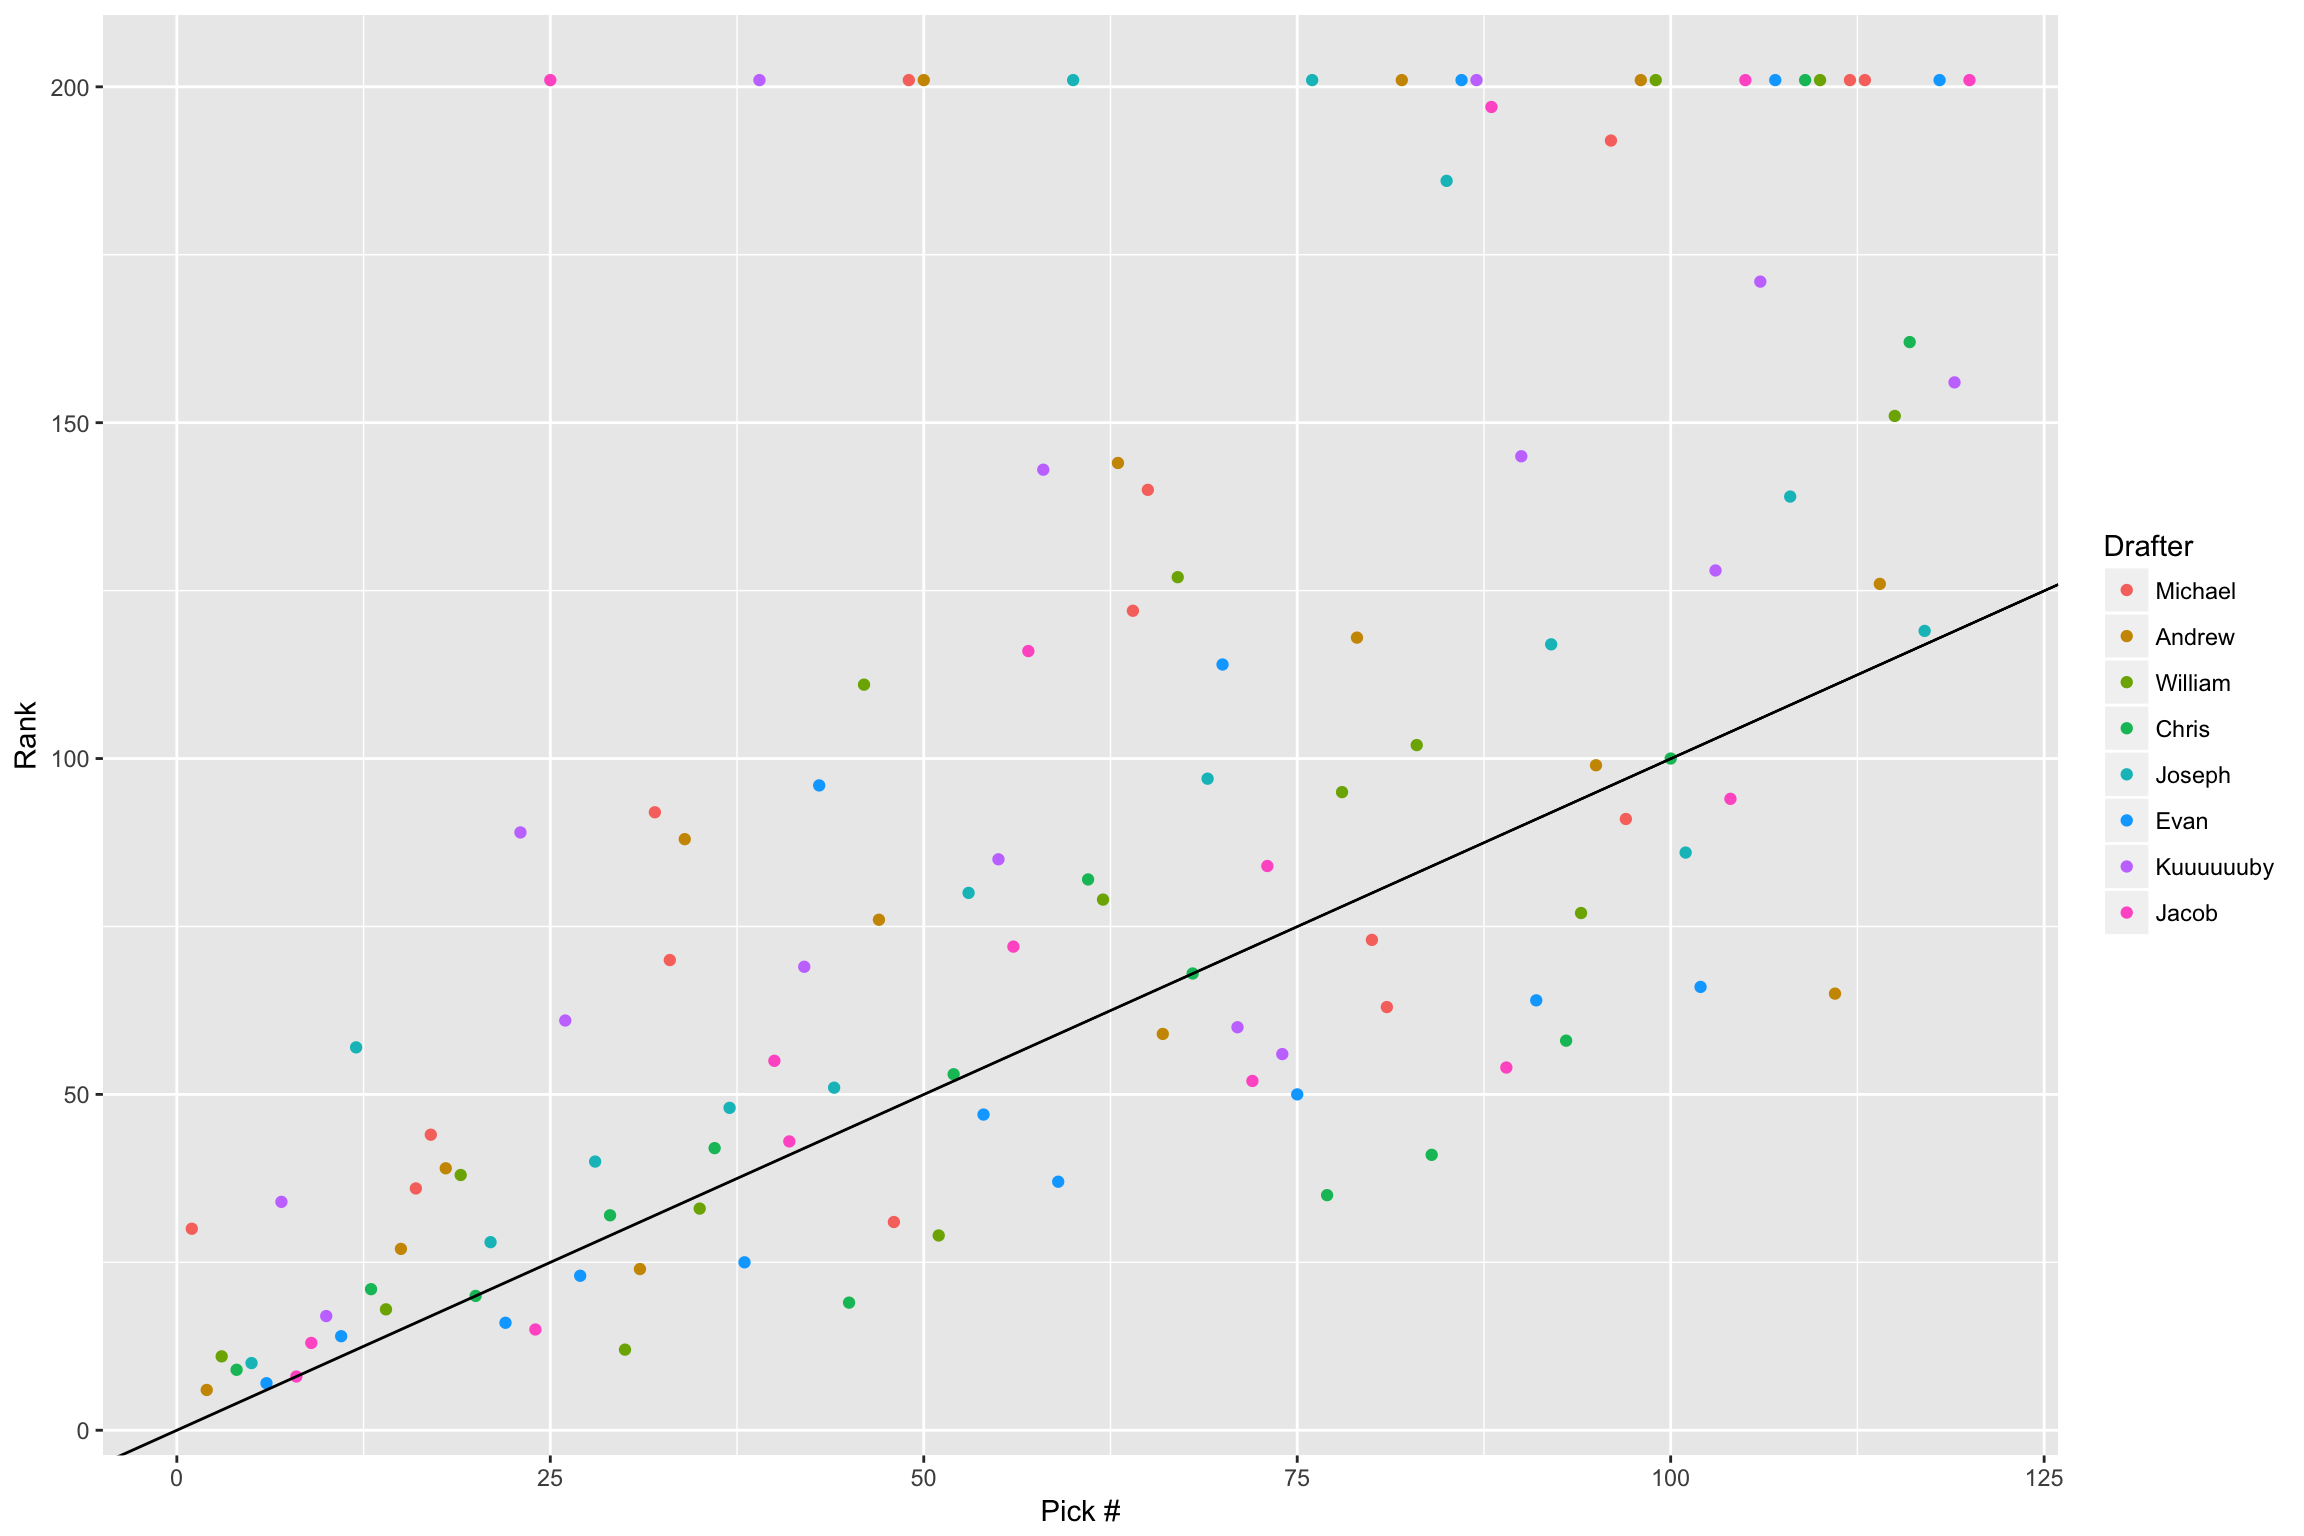 200
150
100
50
0
Rank
0 25 50 75 100 125
Pick #
Drafter
Michael
Andrew
William
Chris
Joseph
Evan
Kuuuuuuby
Jacob